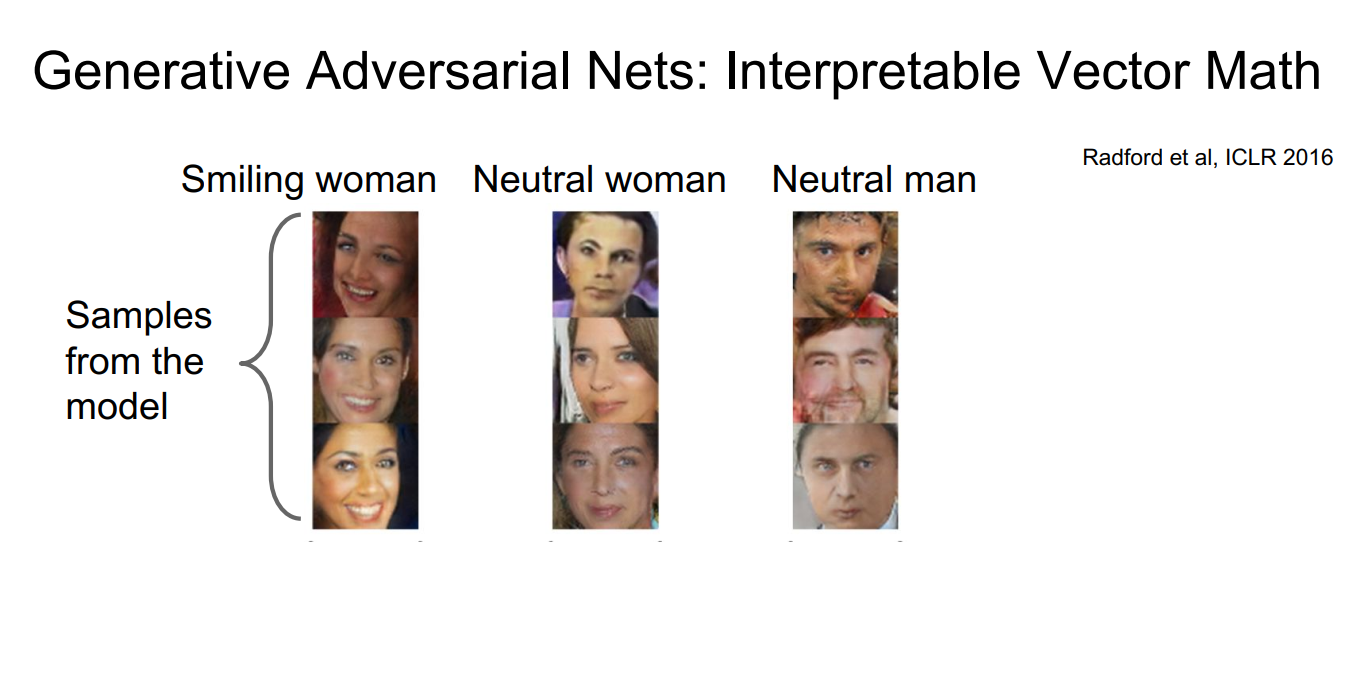 Generative Adversarial Nets: Interpretable Vector Math
Radford et al, ICLR 2016
Smiling woman
Neutral woman
Neutral man
Samples
from the
model